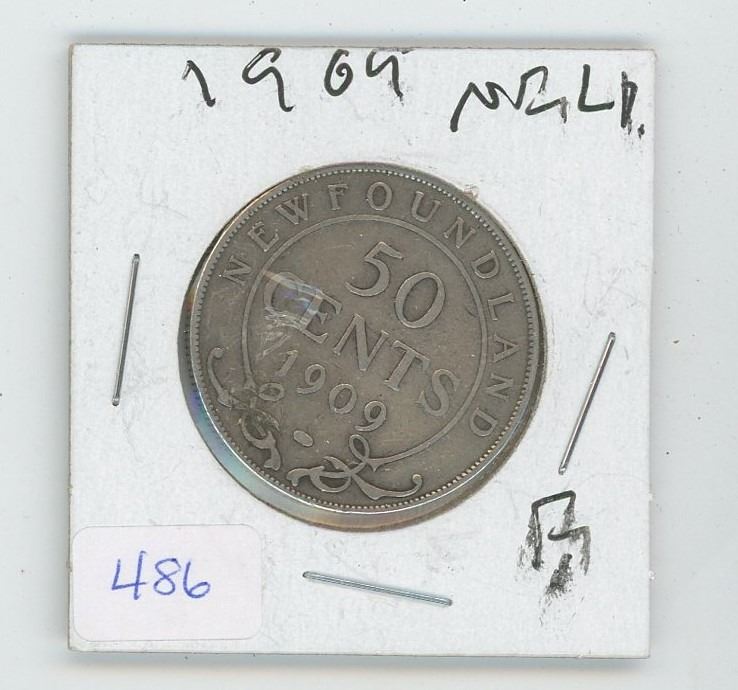 1909 NFLD.
NEWFOUNDLAND
50
CENTS
1909
486